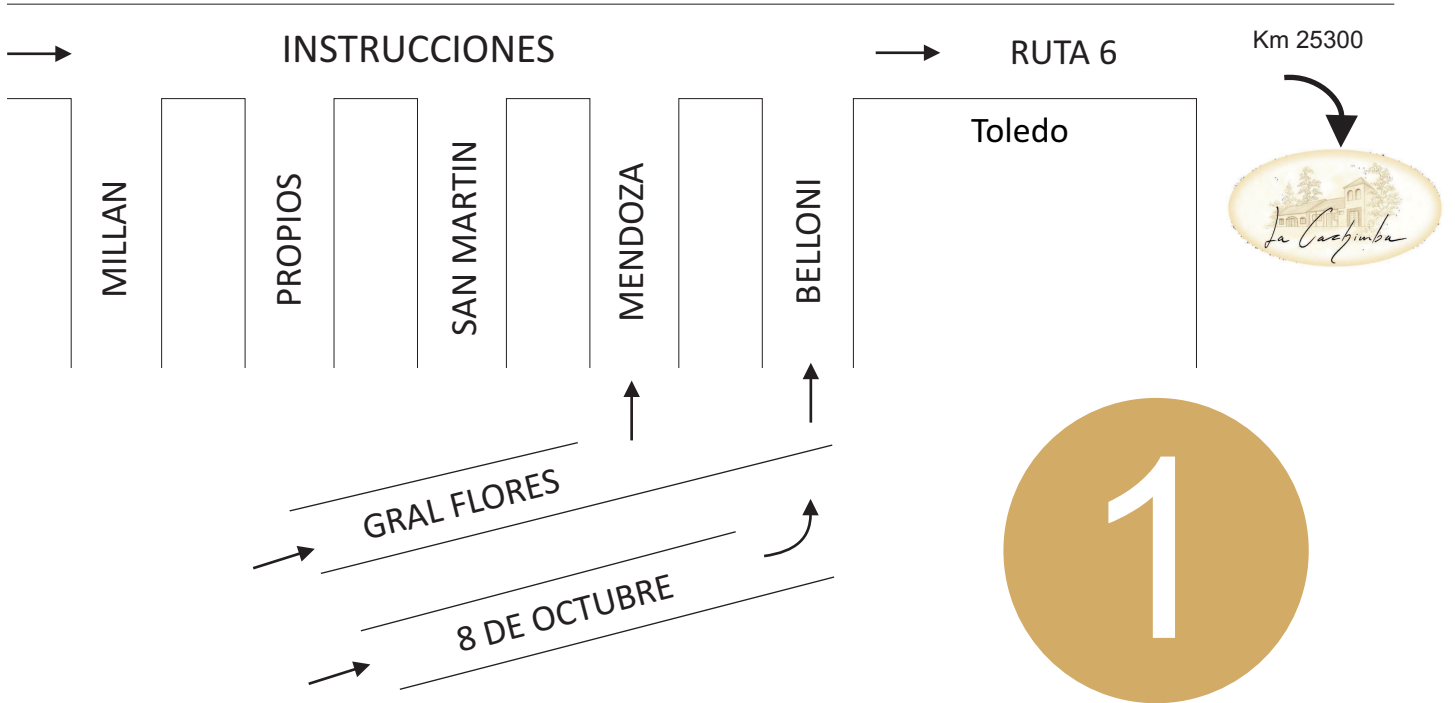 INSTRUCCIONES
RUTA 6
Km 25300
Toledo
MILLAN
PROPIOS
SAN MARTIN
MENDOZA
BELLONI
La Cachimba
GRAL FLORES
8 DE OCTUBRE
1